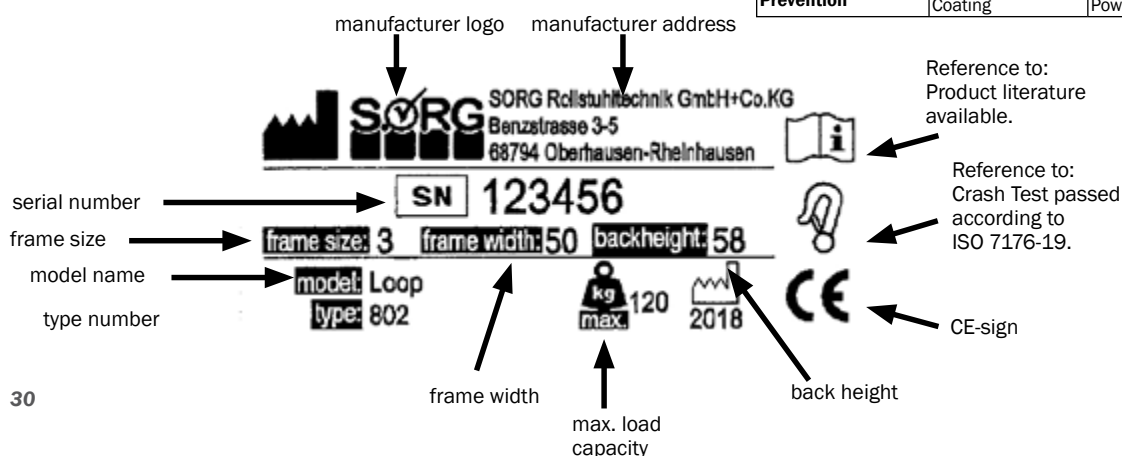 Prevention
Coating
Pow
manufacturer logo
manufacturer address
Reference to:
Product literature
available.
SORG
SORG Rollstuhltechnik GmbH+Co.KG
Benzstrasse 3-5
68794 Oberhausen-Rheinhausen
i
Reference to:
Crash Test passed
according to
ISO 7176-19.
serial number
SN 123456
frame size
frame size: 3 frame width: 50 backheight: 58
model name
model: Loop
type number
type: 802
kg
max. 120
2018
CE
CE-sign
30
frame width
back height
max. load
capacity